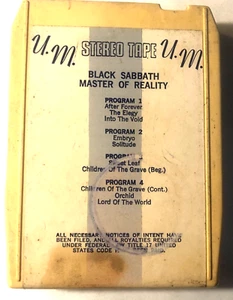 U.M. STEREO TAPE U.M.
BLACK SABBATH
MASTER OF REALITY
PROGRAM 1
After Forever
The Elegy
Into The Void
PROGRAM 2
Embryo
Solitude
PROGRAM
Sweet Leaf
Children Of The Grave (Beg.)
PROGRAM 4
Children Of The Grave (Cont.)
Orchid
Lord Of The World
ALL NECESSARY NOTICES OF INTENT HAVE
BEEN FILED, AND ALL ROYALTIES REQUIRED
UNDER FEDERAL LAW TITLE 17 UNITED
STATES CODE